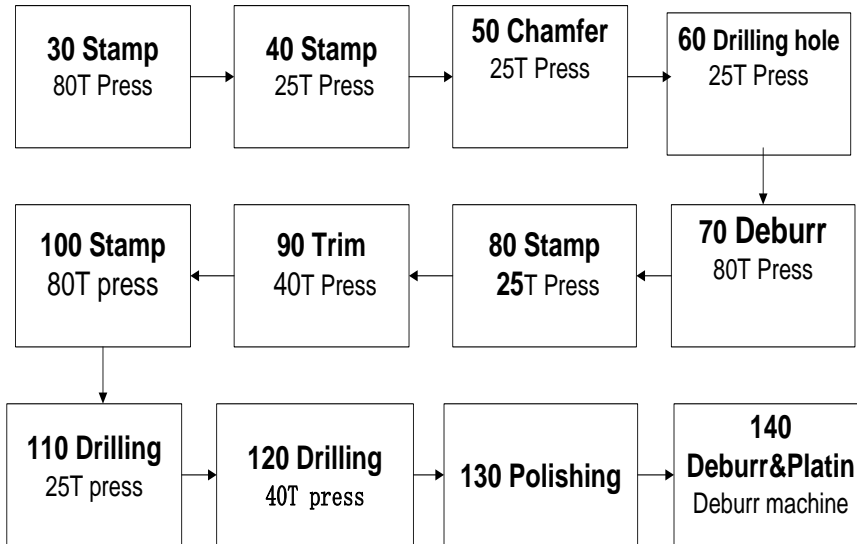 30 Stamp
80T Press
40 Stamp
25T Press
50 Chamfer
25T Press
60 Drilling hole
25T Press
70 Deburr
80T Press
80 Stamp
25T Press
90 Trim
40T Press
100 Stamp
80T press
110 Drilling
25T press
120 Drilling
40T press
130 Polishing
140
Deburr&Platin
Deburr machine